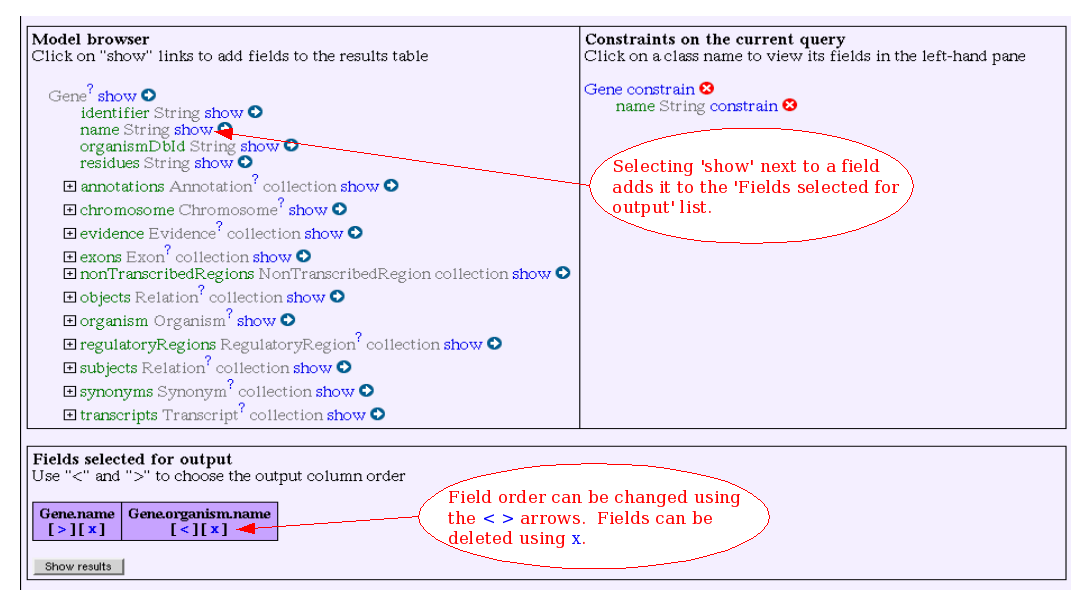 Model browser
Click on "show" links to add fields to the results table
Gene? show
identifier String show
name String show
organismDbId String show
residues String show
annotations Annotation? collection show
chromosome Chromosome? show
evidence Evidence? collection show
exons Exon? collection show
nonTranscribedRegions NonTranscribedRegion collection show
objects Relation? collection show
organism Organism? show
regulatoryRegions RegulatoryRegion? collection show
subjects Relation? collection show
synonyms Synonym? collection show
transcripts Transcript? collection show
Constraints on the current query
Click on a class name to view its fields in the left-hand pane
Gene constrain
name String constrain
Selecting 'show' next to a field
adds it to the 'Fields selected for
output' list.
Fields selected for output
Use "<" and ">" to choose the output column order
Gene.name Gene.organism.name
[ > ][ x ] [ < ][ x ]
Field order can be changed using
the < > arrows. Fields can be
deleted using x.
Show results